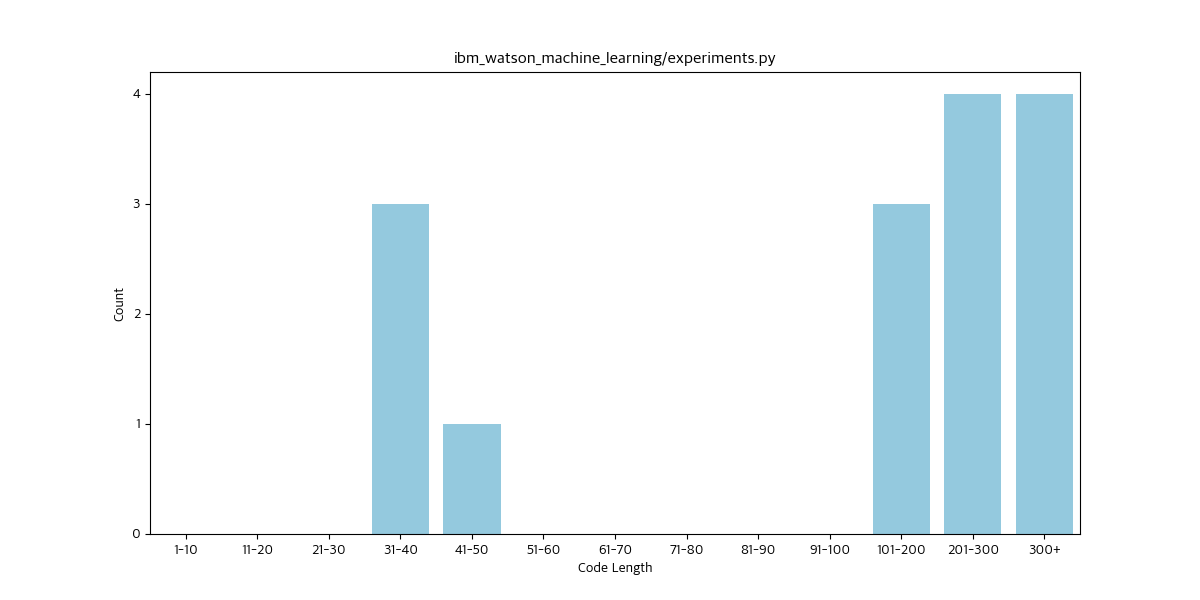 ibm_watson_machine_learning/experiments.py
4
3
2
1
0
Count
1-10 11-20 21-30 31-40 41-50 51-60 61-70 71-80 81-90 91-100 101-200 201-300 300+
Code Length